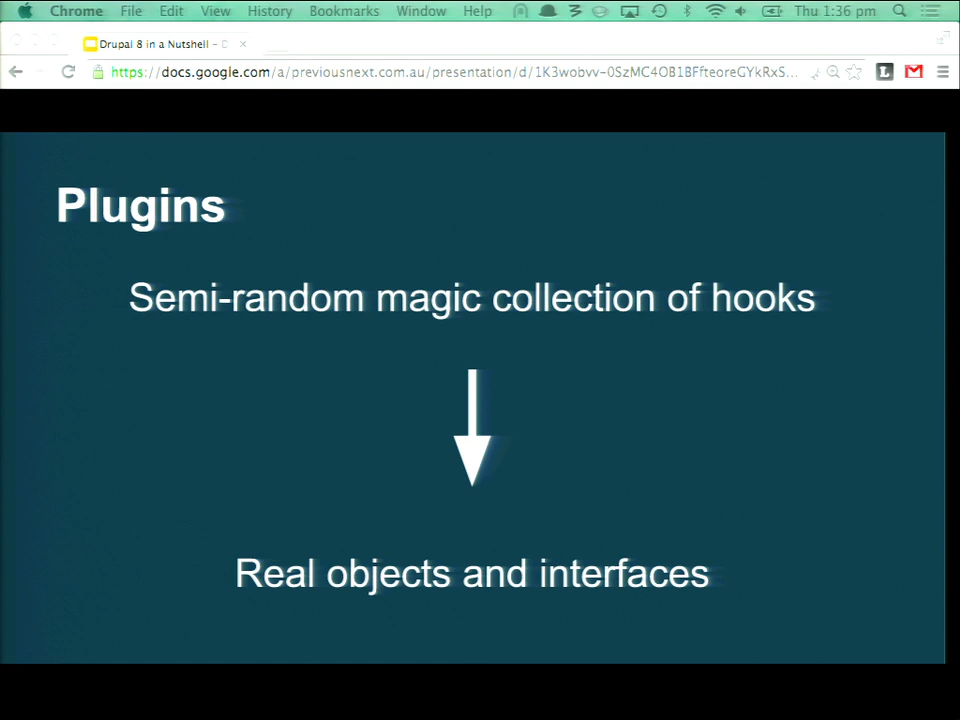 Chrome File Edit View History Bookmarks Window Help Thu 1:36 pm
Drupal 8 in a Nutshell -
https://docs.google.com/a/previousnext.com.au/presentation/d/1K3wobvv-0SzMC4OB1BFfteoreGYkRxS...
Plugins
Semi-random magic collection of hooks
Real objects and interfaces